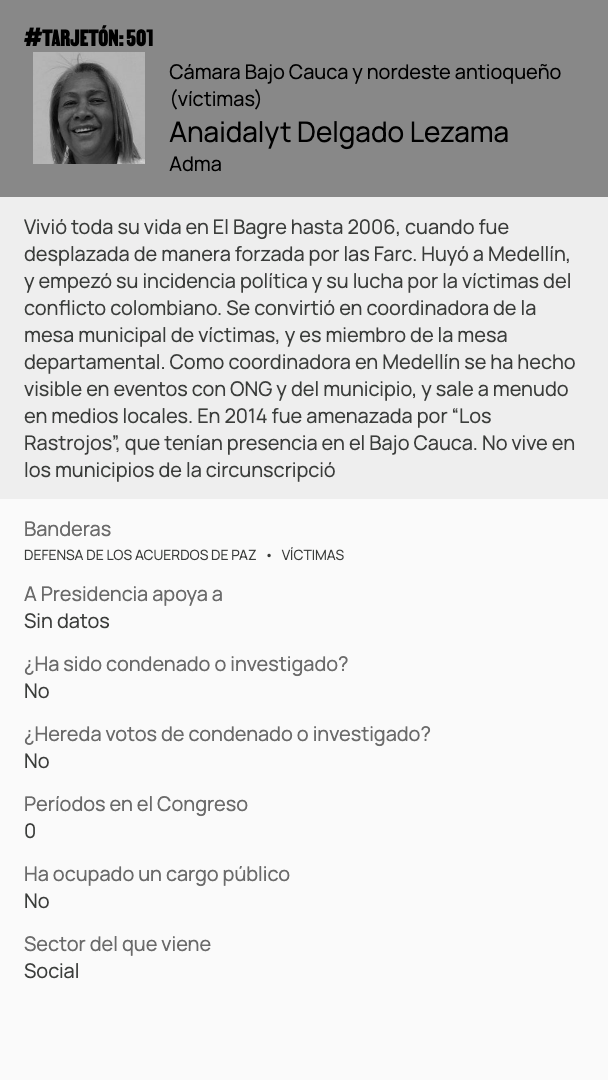 #TARJETÓN: 501
Cámara Bajo Cauca y nordeste antioqueño
(víctimas)
Anaidalyt Delgado Lezama
Adma
Vivió toda su vida en El Bagre hasta 2006, cuando fue
desplazada de manera forzada por las Farc. Huyó a Medellín,
y empezó su incidencia política y su lucha por la víctimas del
conflicto colombiano. Se convirtió en coordinadora de la
mesa municipal de víctimas, y es miembro de la mesa
departamental. Como coordinadora en Medellín se ha hecho
visible en eventos con ONG y del municipio, y sale a menudo
en medios locales. En 2014 fue amenazada por “Los
Rastrojos”, que tenían presencia en el Bajo Cauca. No vive en
los municipios de la circunscripció
Banderas
DEFENSA DE LOS ACUERDOS DE PAZ • VÍCTIMAS
A Presidencia apoya a
Sin datos
¿Ha sido condenado o investigado?
No
¿Hereda votos de condenado o investigado?
No
Períodos en el Congreso
0
Ha ocupado un cargo público
No
Sector del que viene
Social